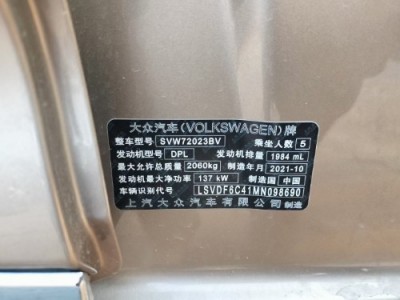 大众汽车(VOLKSWAGEN)牌
整车型号 SVW72023BV 乘坐人数 5
发动机型号 DPL 发动机排量 1984 mL
最大允许总质量 2060kg 制造年月 2021-10
发动机最大净功率 137 kW 制造国 中国
车辆识别代号 LSVDF6C41MN098690
上汽大众汽车有限公司 制造